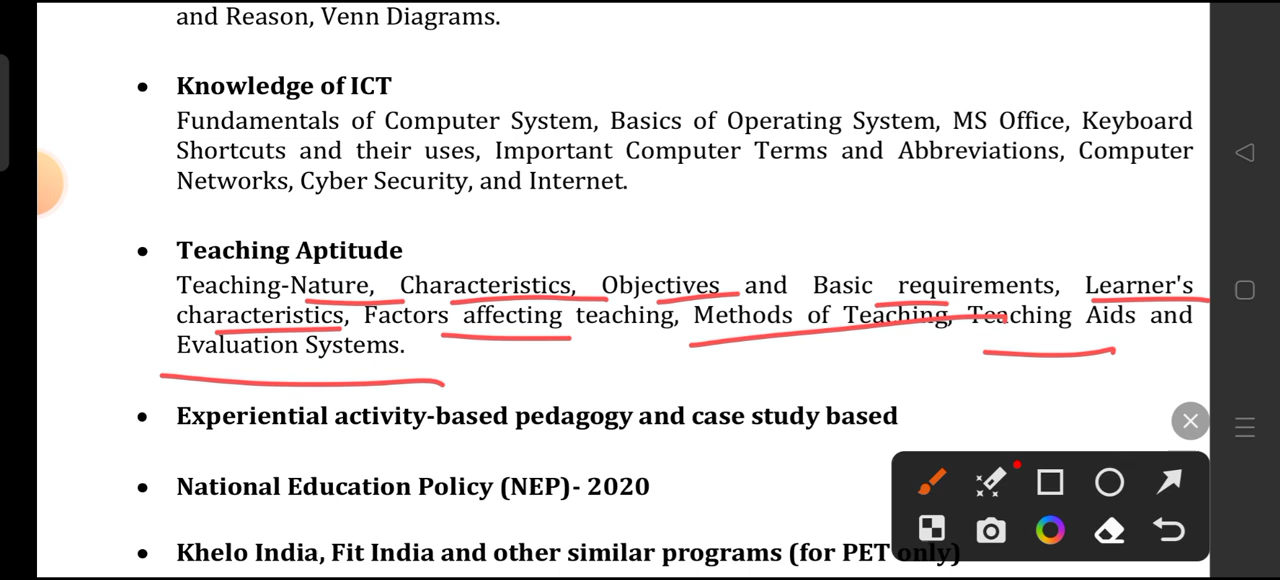 and Reason, Venn Diagrams.
• Knowledge of ICT
Fundamentals of Computer System, Basics of Operating System, MS Office, Keyboard
Shortcuts and their uses, Important Computer Terms and Abbreviations, Computer
Networks, Cyber Security, and Internet.
• Teaching Aptitude
Teaching-Nature, Characteristics, Objectives and Basic requirements, Learner's
characteristics, Factors affecting teaching, Methods of Teaching, Teaching Aids and
Evaluation Systems.
• Experiential activity-based pedagogy and case study based
• National Education Policy (NEP)- 2020
• Khelo India, Fit India and other similar programs (for PET only)